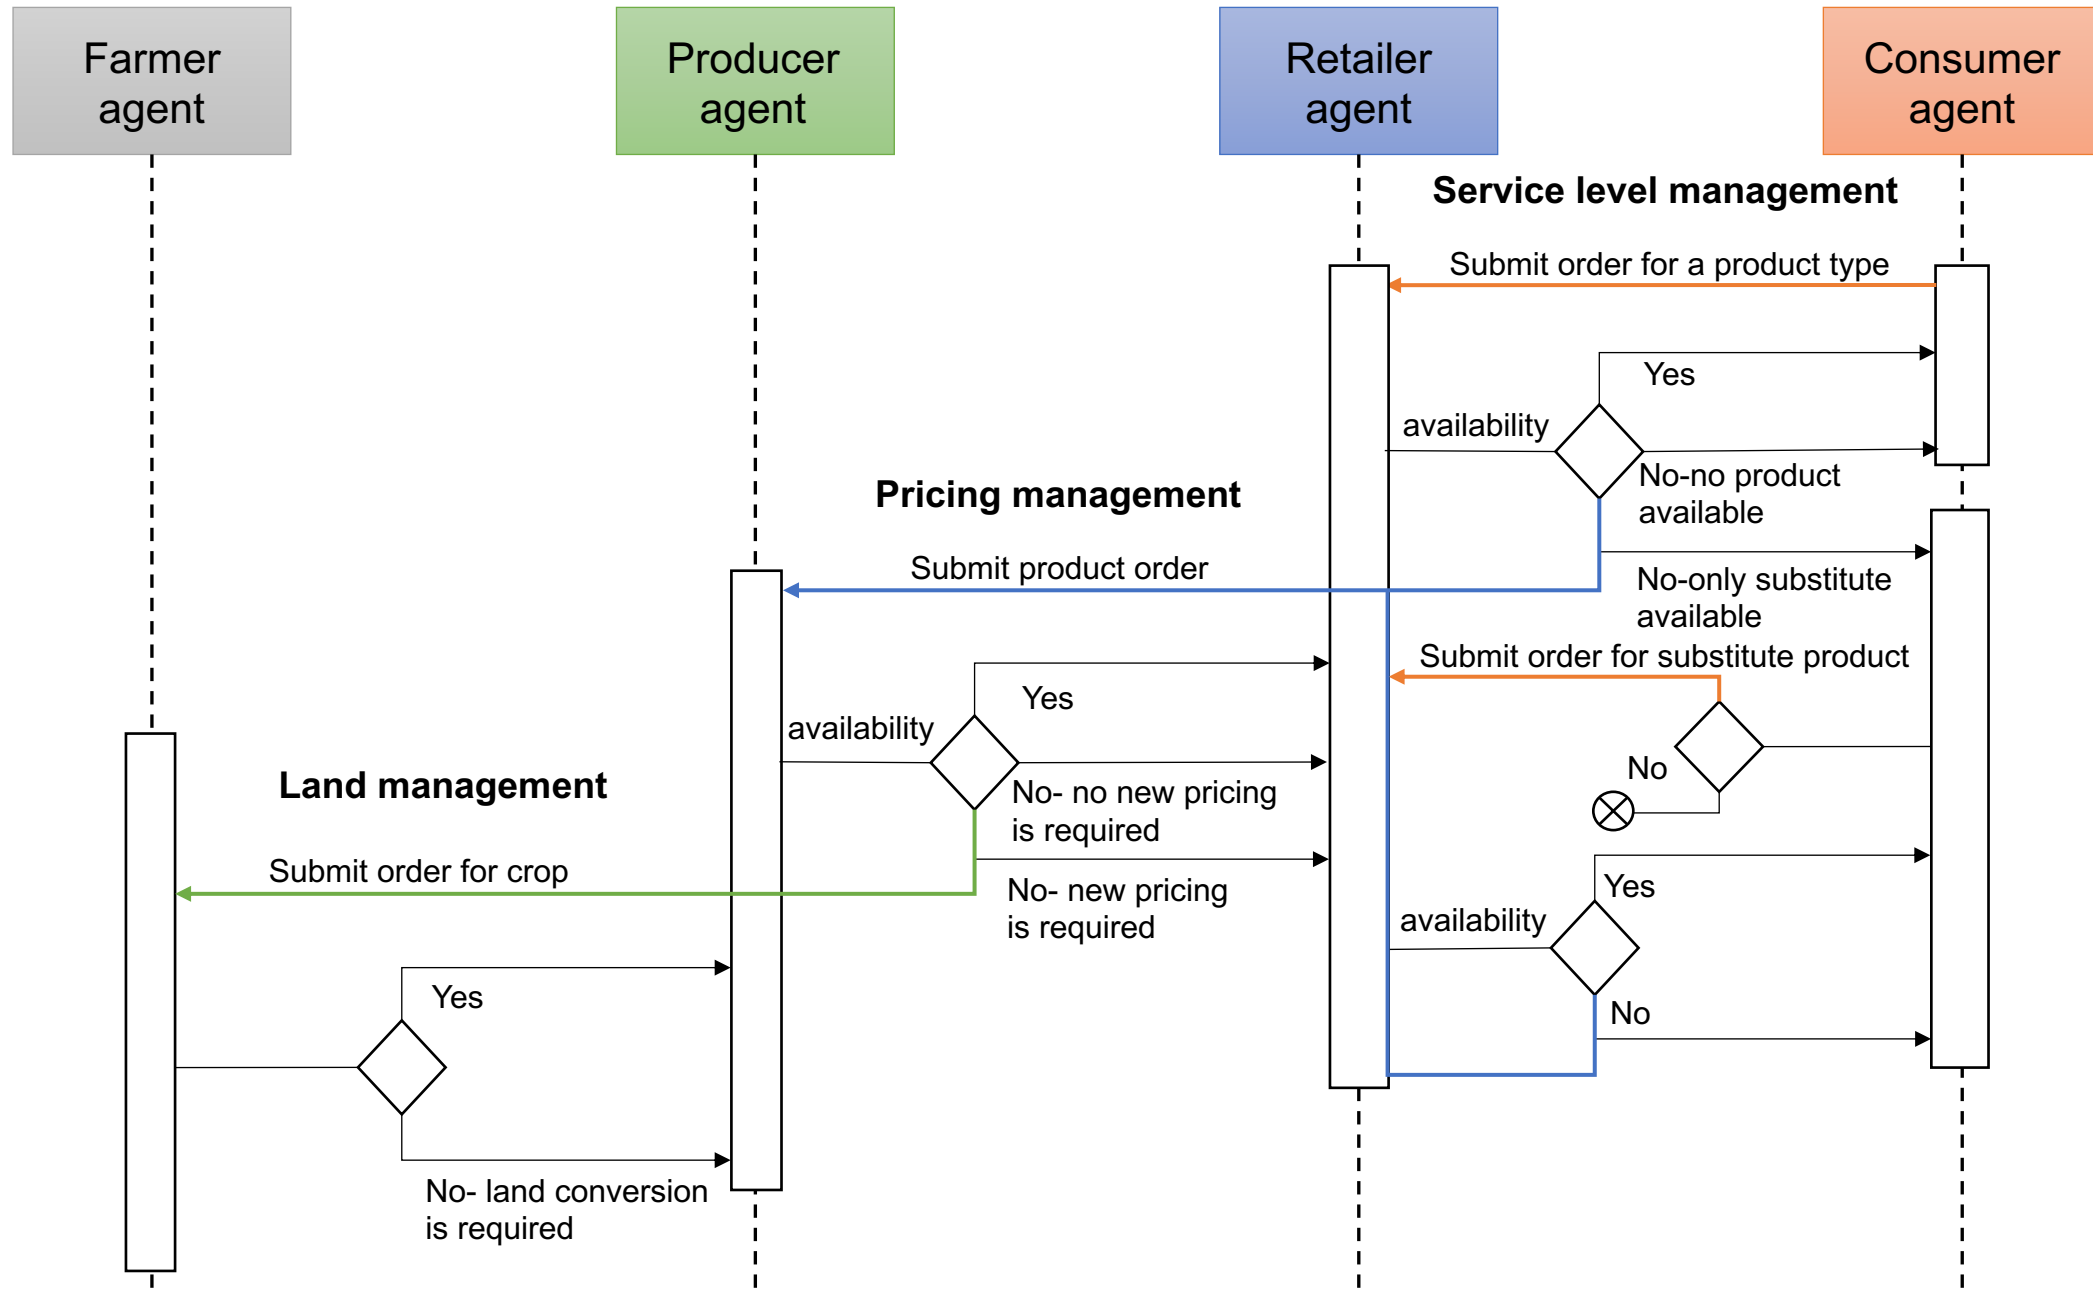 Farmer
agent
Producer
agent
Retailer
agent
Consumer
agent
Service level management
Submit order for a product type
Yes
availability
No-no product
available
Pricing management
Submit product order
No-only substitute
available
Submit order for substitute product
Yes
availability
No
Land management
No- no new pricing
is required
Submit order for crop
No- new pricing
is required
Yes
availability
Yes
No
No- land conversion
is required